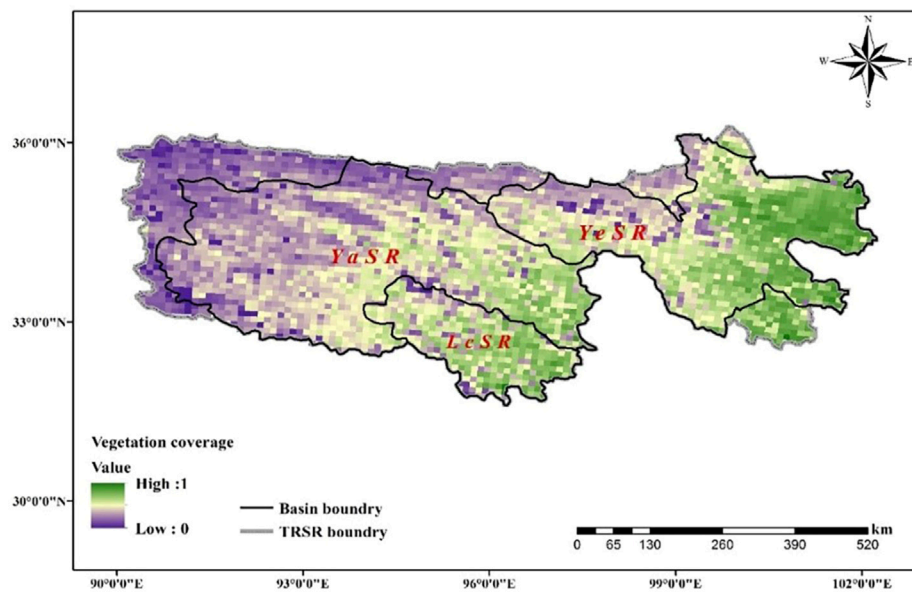 N
W E
S
36°0'0"N
33°0'0"N
30°0'0"N
YaSR
YeSR
LcSR
Vegetation coverage
Value
High :1
Low : 0
Basin boundry
TRSR boundry
km
0 65 130 260 390 520
90°0'0"E 93°0'0"E 96°0'0"E 99°0'0"E 102°0'0"E